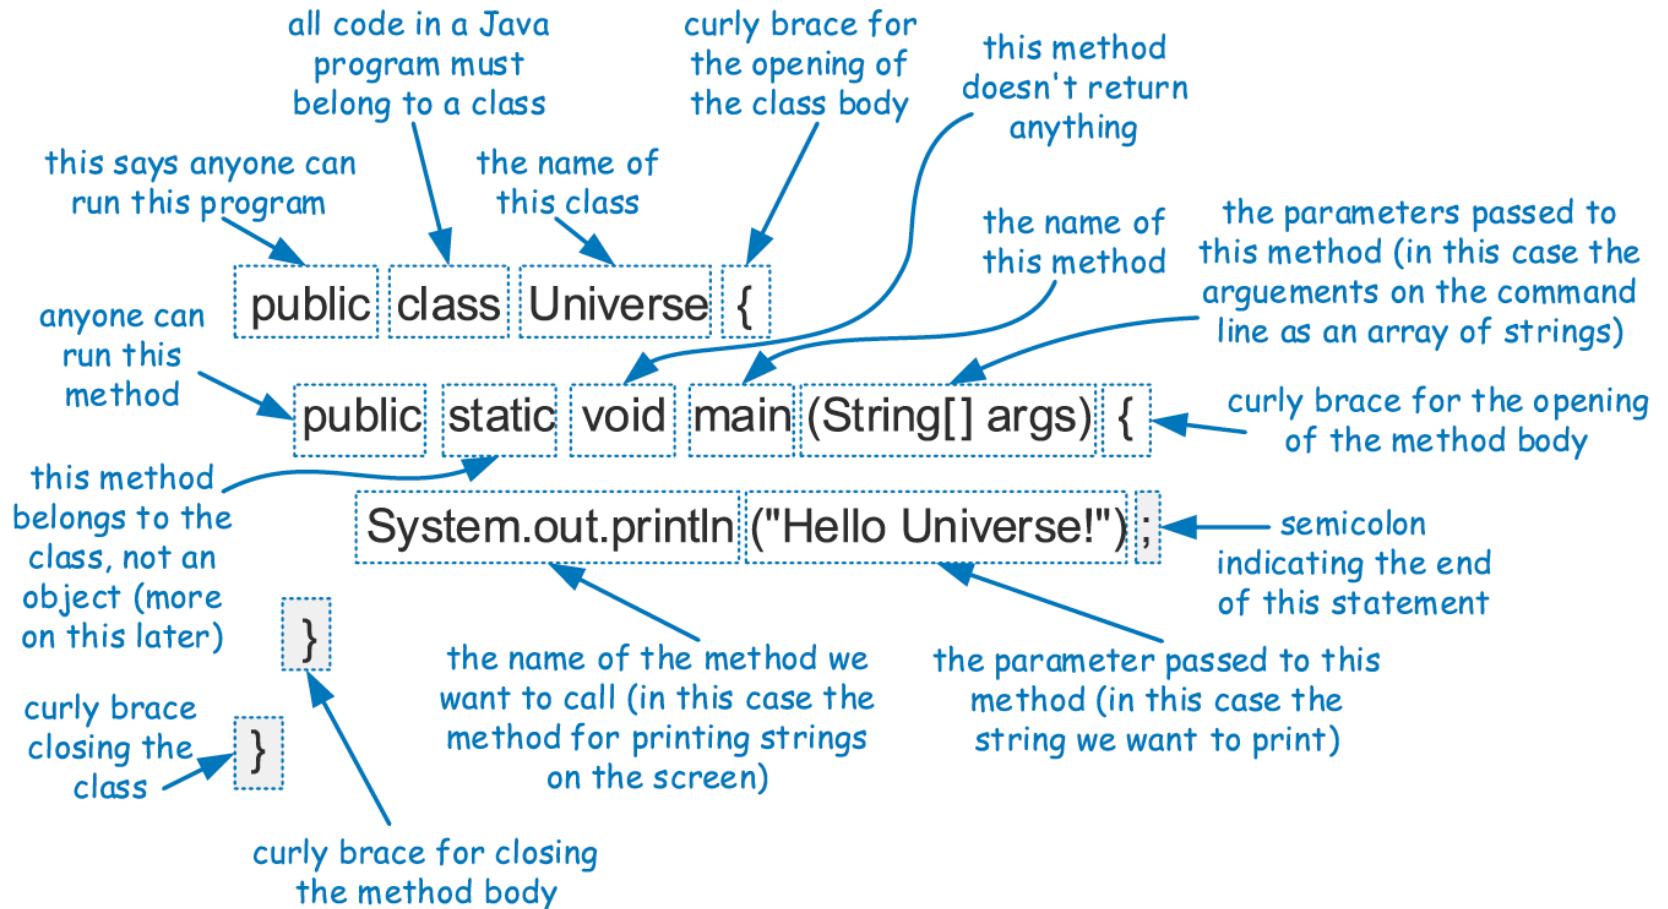 all code in a Java
program must
belong to a class
curly brace for
the opening of
the class body
this method
doesn't return
anything
this says anyone can
run this program
the name of
this class
the name of
this method
the parameters passed to
this method (in this case the
arguements on the command
line as an array of strings)
public class Universe {
anyone can
run this
method
public static void main (String[] args) {
curly brace for the opening
of the method body
this method
belongs to the
class, not an
object (more
on this later)
System.out.println ("Hello Universe!") ;
semicolon
indicating the end
of this statement
}
the name of the method we
want to call (in this case the
method for printing strings
on the screen)
the parameter passed to this
method (in this case the
string we want to print)
curly brace
closing the
class
}
curly brace for closing
the method body